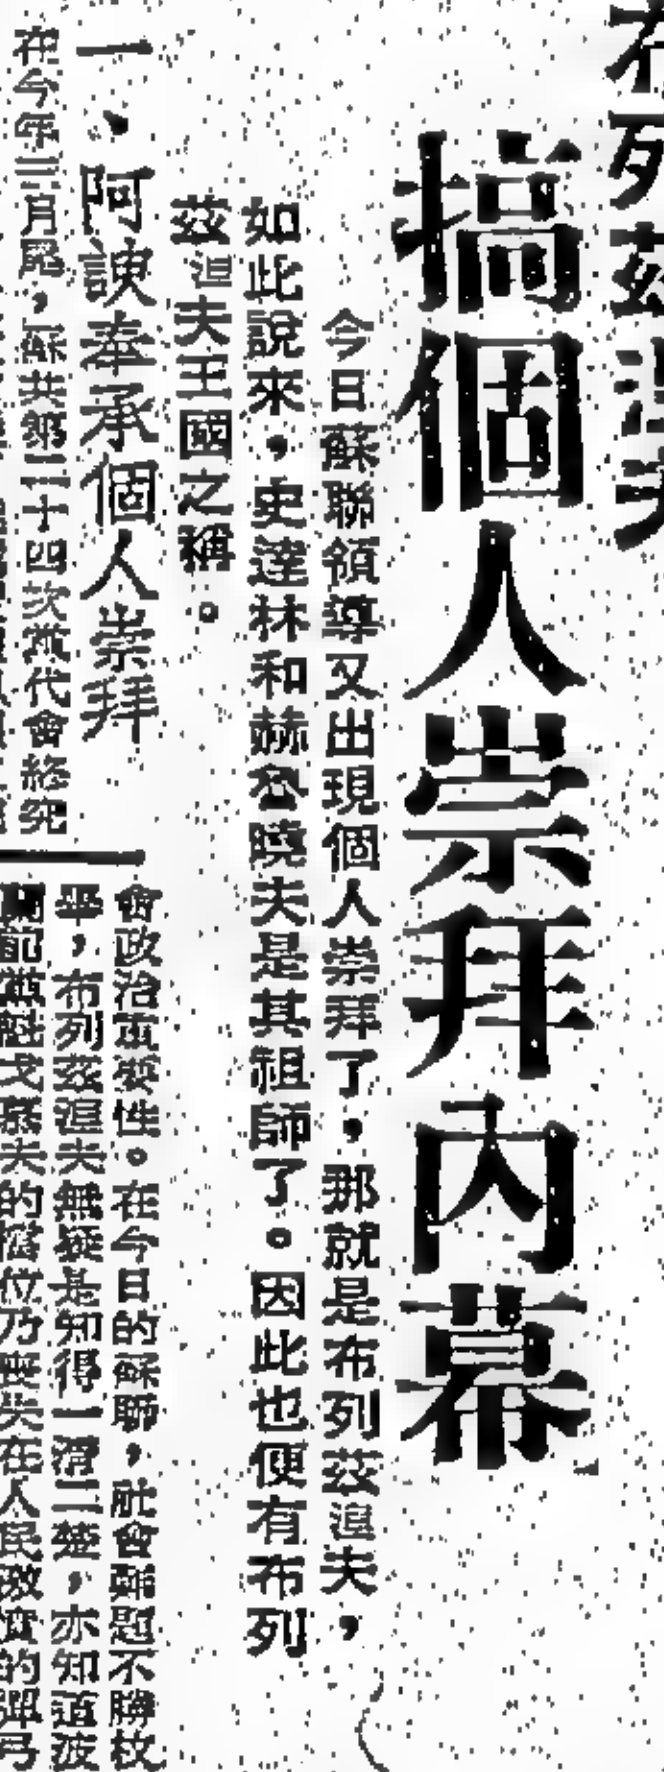 布列茲湼夫
搞個人崇拜內幕
今日蘇聯領導又出現個人崇拜了，那就是布列茲湼夫，
如此說來，史達林和赫魯曉夫是其祖師了。因此也便有布列
茲湼夫王國之稱。
一、阿諛奉承個人崇拜
在今年三月尾，蘇共第二十四次黨代會終究
會政治重要性。在今日的蘇聯，社會難題不勝枚
舉，布列茲湼夫無疑是知得一清二楚，亦知道波
蘭前黨魁戈慕夫的權位乃喪失在人民激憤的彈弓